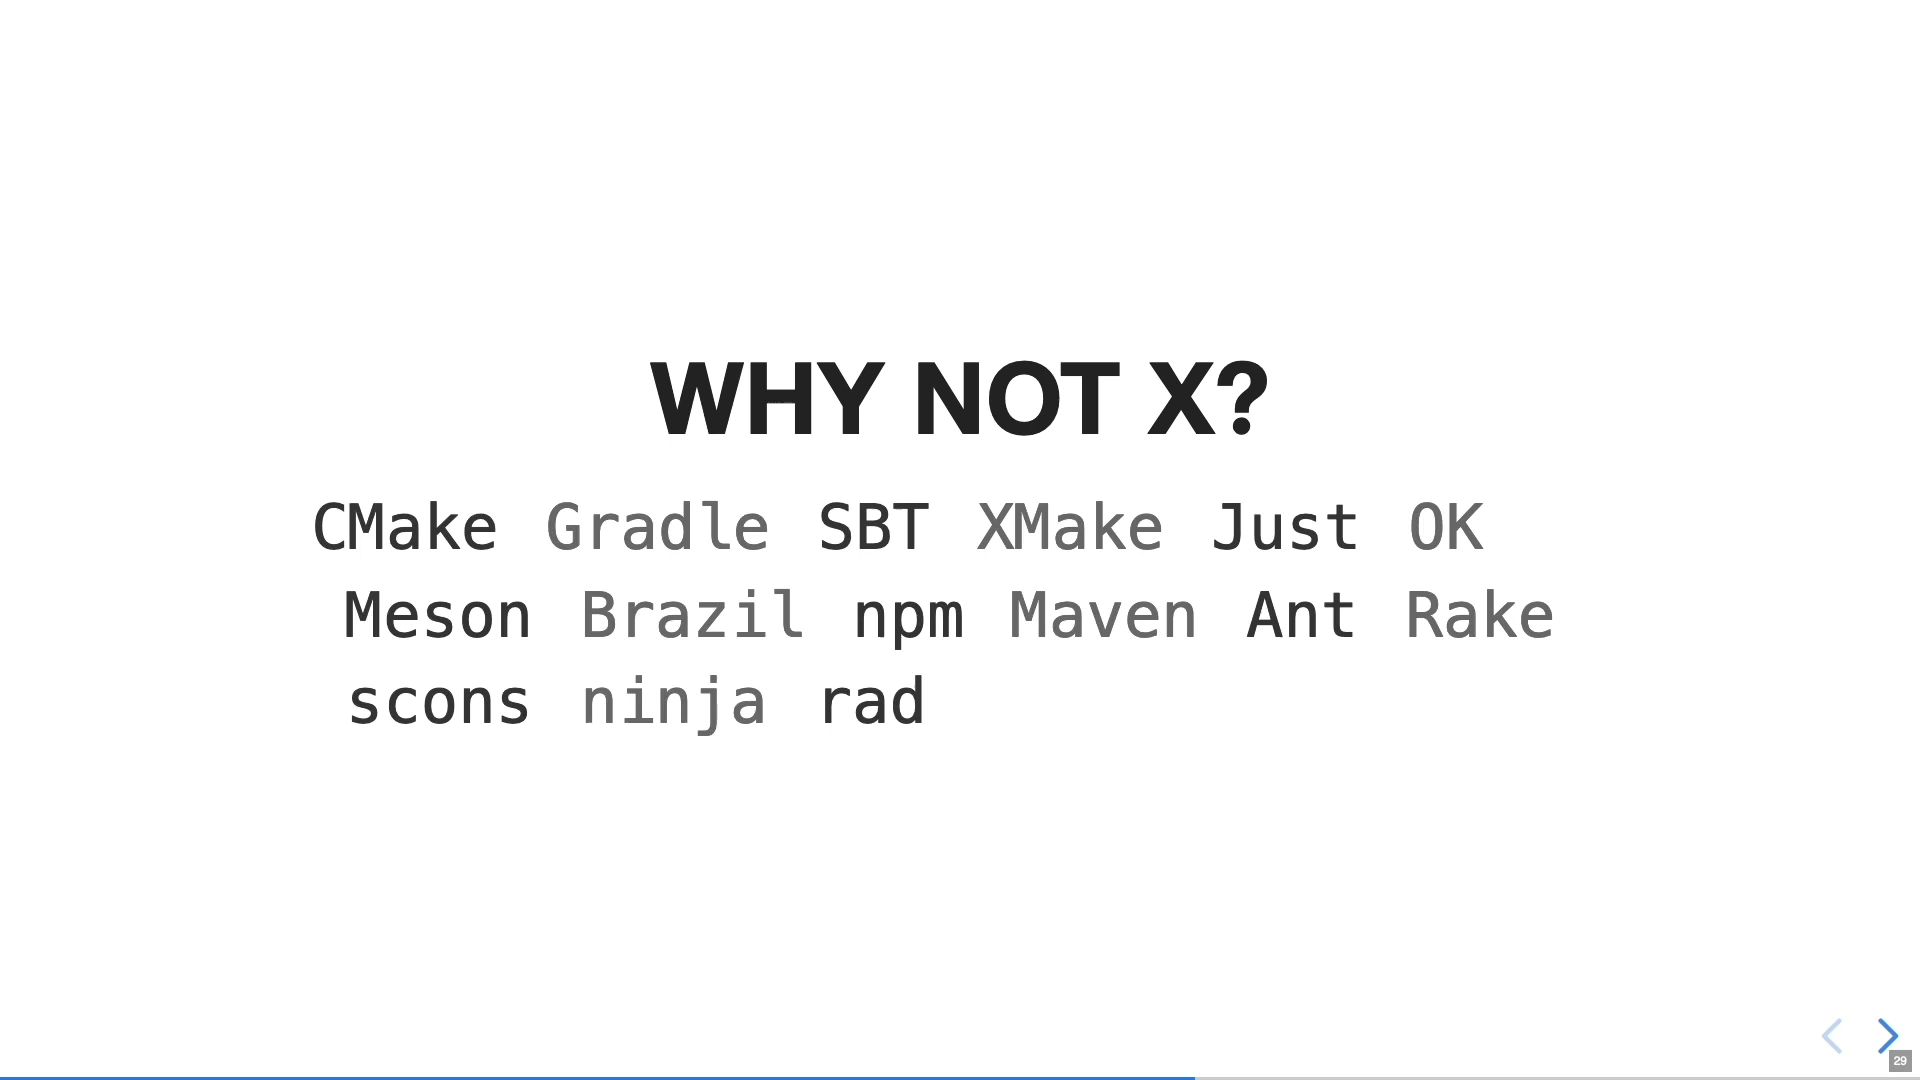 WHY NOT X?
CMake Gradle SBT XMake Just OK
Meson Brazil npm Maven Ant Rake
scons ninja rad
29